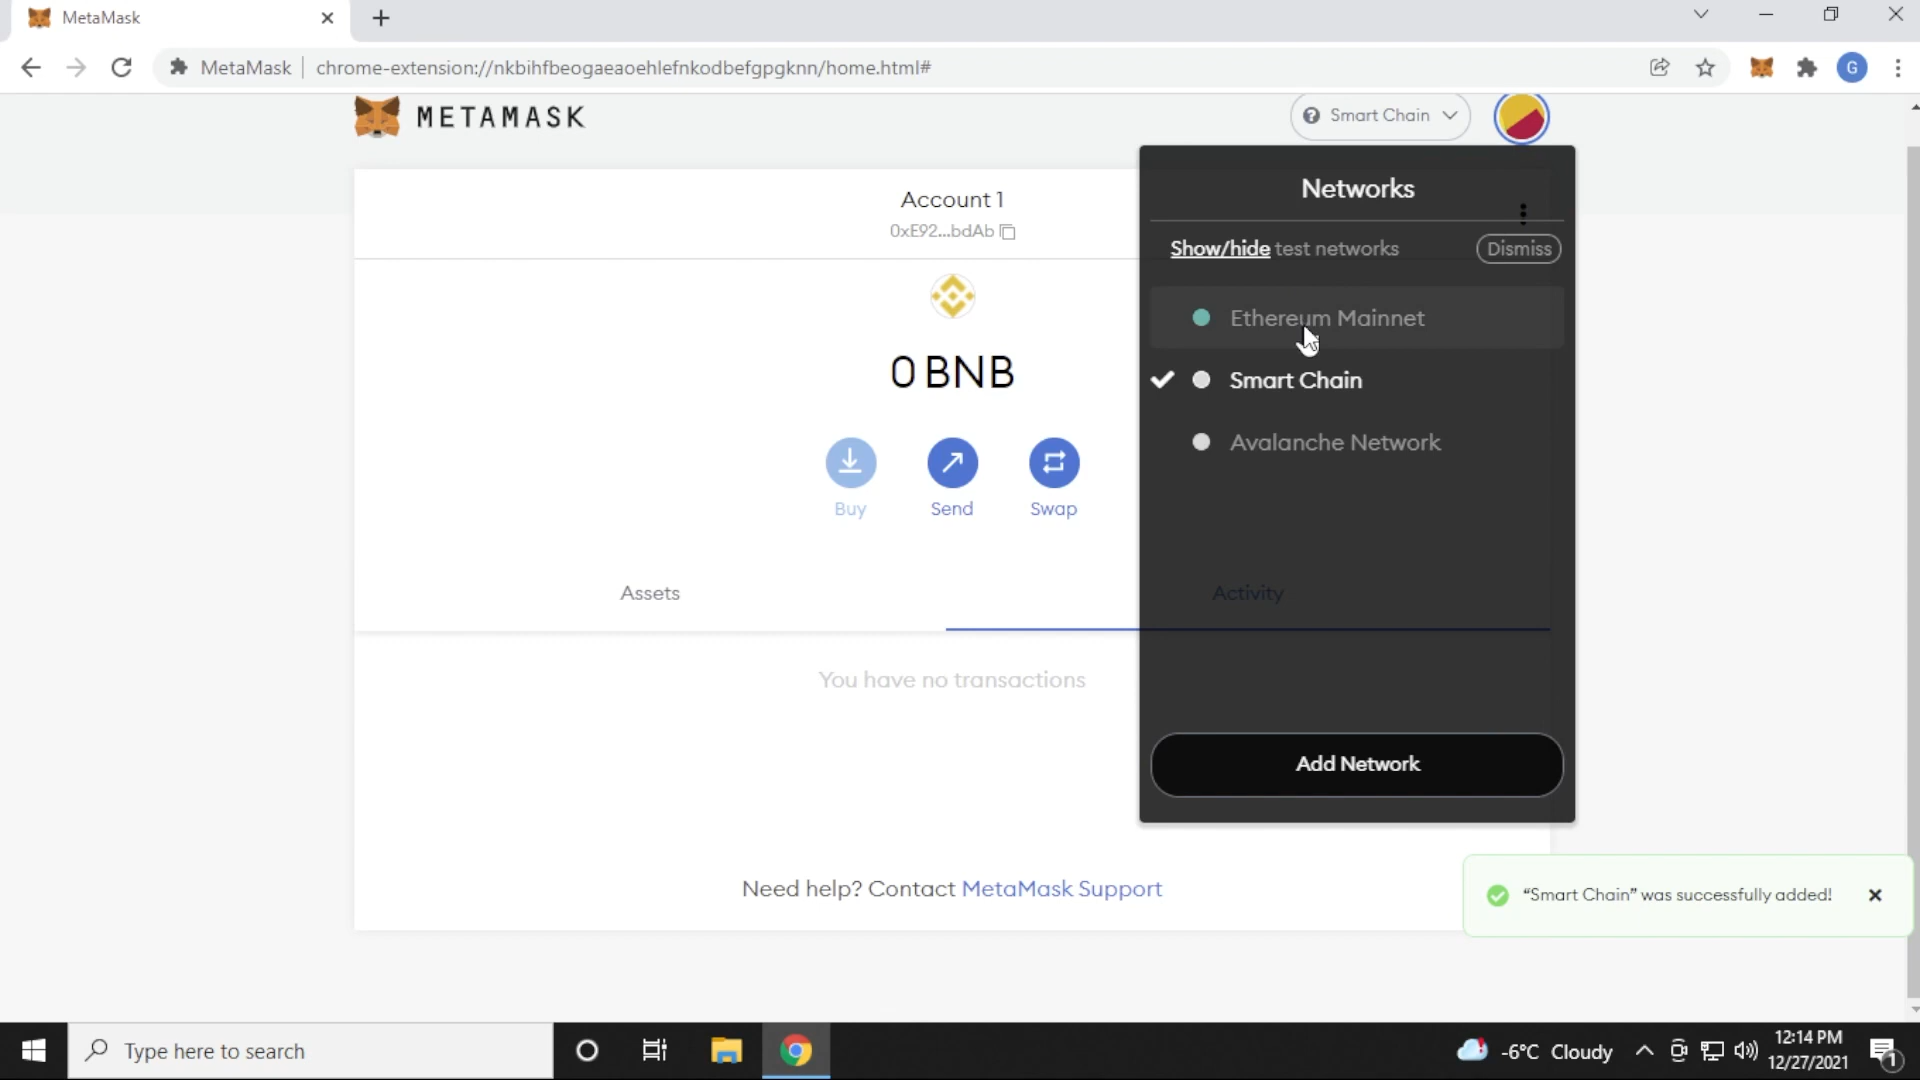 MetaMask
MetaMask
chrome-extension://nkbihfbeogaeaoehlefnkodbefgpgknn/home.html#
G
METAMASK
Smart Chain
Account 1
0xE92...bdAb
0 BNB
Buy
Send
Swap
Assets
Activity
You have no transactions
Need help? Contact MetaMask Support
Networks
Show/hide test networks
Dismiss
Ethereum Mainnet
Smart Chain
Avalanche Network
Add Network
“Smart Chain” was successfully added!
Type here to search
-6°C Cloudy
12:14 PM
12/27/2021
1